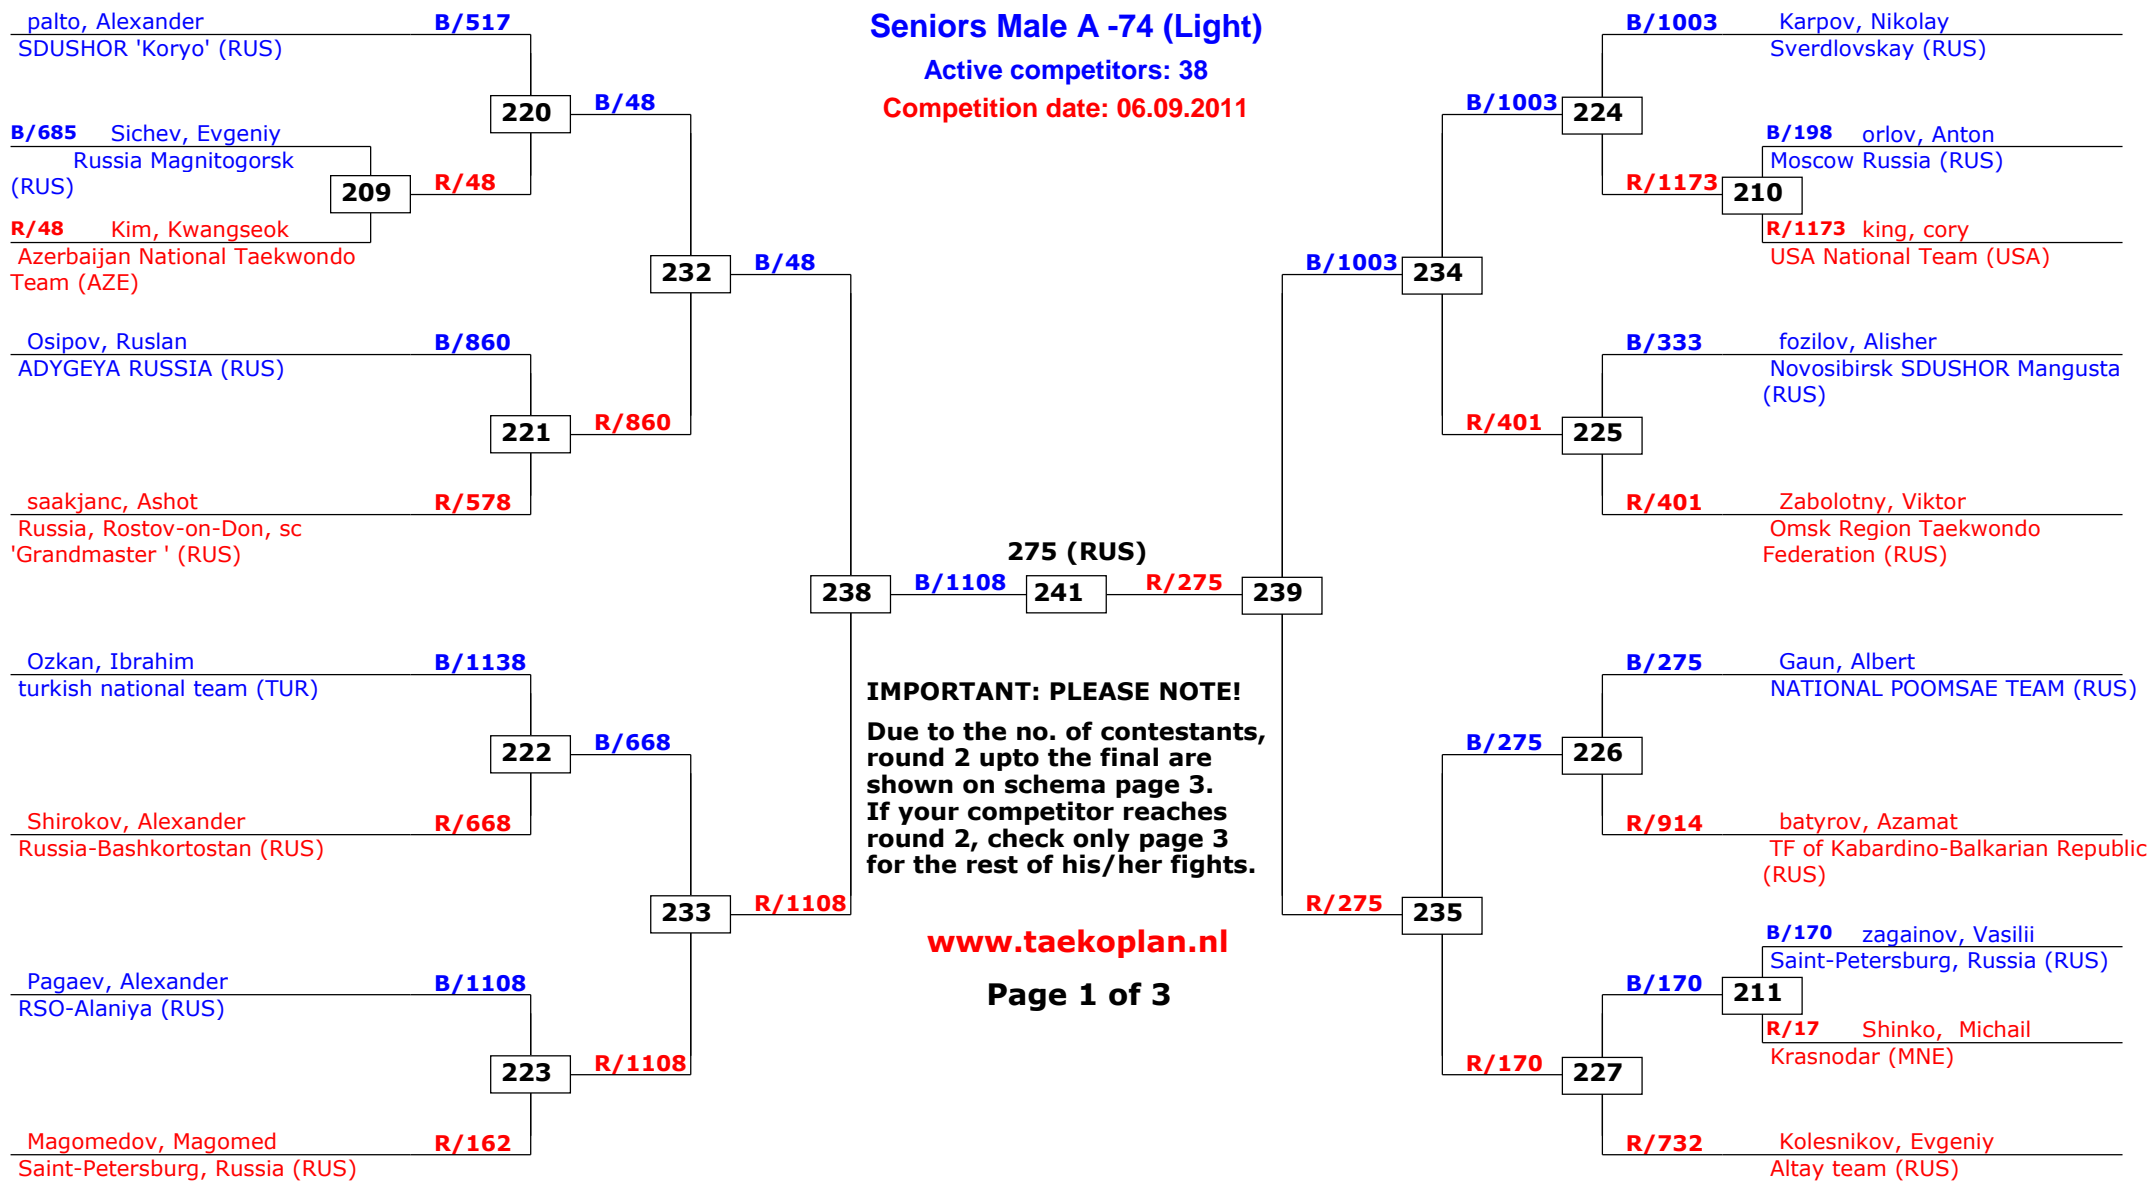 Seniors Male A -74 (Light)
Active competitors: 38
Competition date: 06.09.2011
palto, Alexander B/517
SDUSHOR 'Koryo' (RUS)
220 B/48
B/685 Sichev, Evgeniy
Russia Magnitogorsk
(RUS)
209 R/48
R/48 Kim, Kwangseok
Azerbaijan National Taekwondo
Team (AZE)
232 B/48
Osipov, Ruslan B/860
ADYGEYA RUSSIA (RUS)
221 R/860
saakjanc, Ashot R/578
Russia, Rostov-on-Don, sc
'Grandmaster ' (RUS)
238 B/1108
Ozkan, Ibrahim B/1138
turkish national team (TUR)
222 B/668
Shirokov, Alexander R/668
Russia-Bashkortostan (RUS)
233 R/1108
Pagaev, Alexander B/1108
RSO-Alaniya (RUS)
223 R/1108
Magomedov, Magomed R/162
Saint-Petersburg, Russia (RUS)
275 (RUS)
241
IMPORTANT: PLEASE NOTE!
Due to the no. of contestants,
round 2 upto the final are
shown on schema page 3.
If your competitor reaches
round 2, check only page 3
for the rest of his/her fights.
www.taekoplan.nl
Page 1 of 3
B/1003 Karpov, Nikolay
Sverdlovskay (RUS)
B/1003 224
B/198 orlov, Anton
Moscow Russia (RUS)
R/1173 210
R/1173 king, cory
USA National Team (USA)
B/1003 234
B/333 fozilov, Alisher
Novosibirsk SDUSHOR Mangusta
(RUS)
R/401 225
R/401 Zabolotny, Viktor
Omsk Region Taekwondo
Federation (RUS)
R/275 239
B/275 Gaun, Albert
NATIONAL POOMSAE TEAM (RUS)
B/275 226
R/914 batyrov, Azamat
TF of Kabardino-Balkarian Republic
(RUS)
R/275 235
B/170 zagainov, Vasilii
Saint-Petersburg, Russia (RUS)
B/170 211
R/17 Shinko, Michail
Krasnodar (MNE)
R/170 227
R/732 Kolesnikov, Evgeniy
Altay team (RUS)